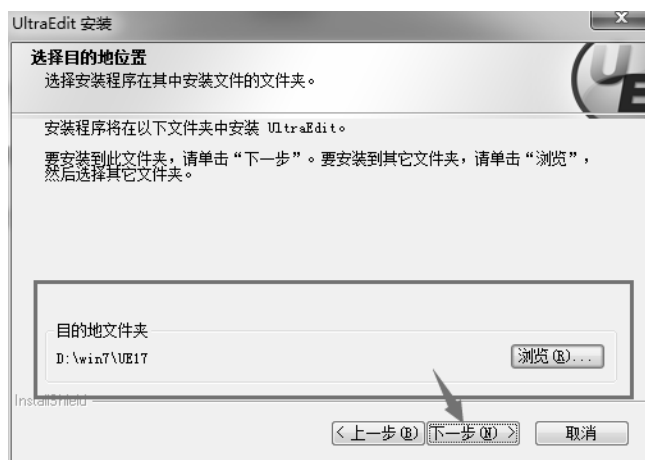 UltraEdit 安装
选择目的地位置
选择安装程序在其中安装文件的文件夹。
UE
安装程序将在以下文件夹中安装 UltraEdit。
要安装到此文件夹，请单击“下一步”。要安装到其它文件夹，请单击“浏览”，
然后选择其它文件夹。
目的地文件夹
D:\win7\UE17
浏览(R)...
InstallShield
< 上一步(B)
下一步(N) >
取消